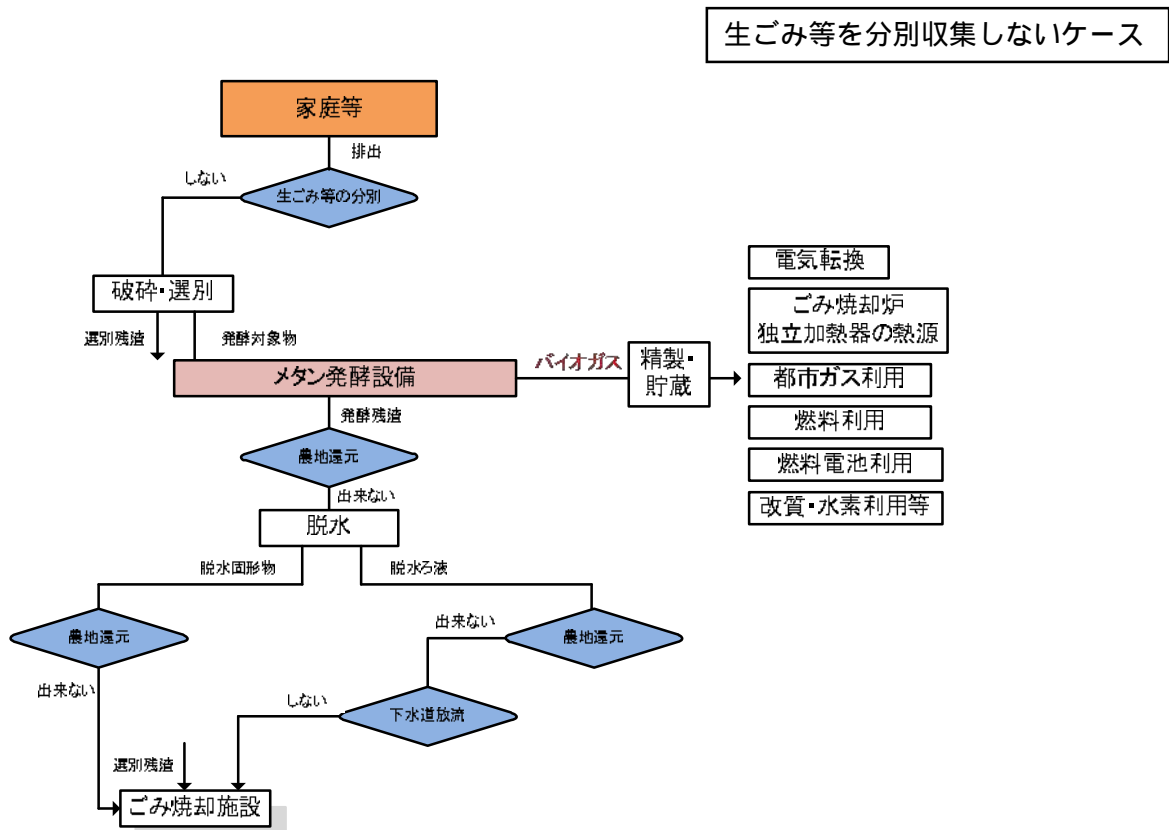 生ごみ等を分別収集しないケース
家庭等
排出
しない
生ごみ等の分別
破砕・選別
選別残渣
発酵対象物
メタン発酵設備
バイオガス
精製・
貯蔵
電気転換
ごみ焼却炉
独立加熱器の熱源
都市ガス利用
燃料利用
燃料電池利用
改質・水素利用等
発酵残渣
農地還元
出来ない
脱水
脱水固形物
脱水ろ液
農地還元
出来ない
農地還元
出来ない
しない
下水道放流
選別残渣
ごみ焼却施設